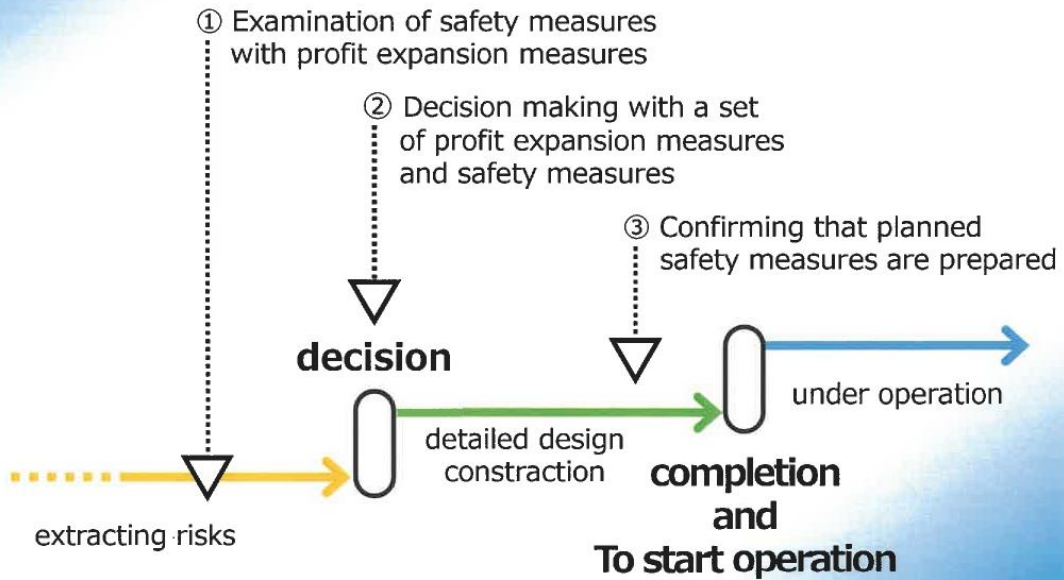 ① Examination of safety measures
with profit expansion measures
② Decision making with a set
of profit expansion measures
and safety measures
③ Confirming that planned
safety measures are prepared
decision
under operation
detailed design
constraction
completion
and
To start operation
extracting risks